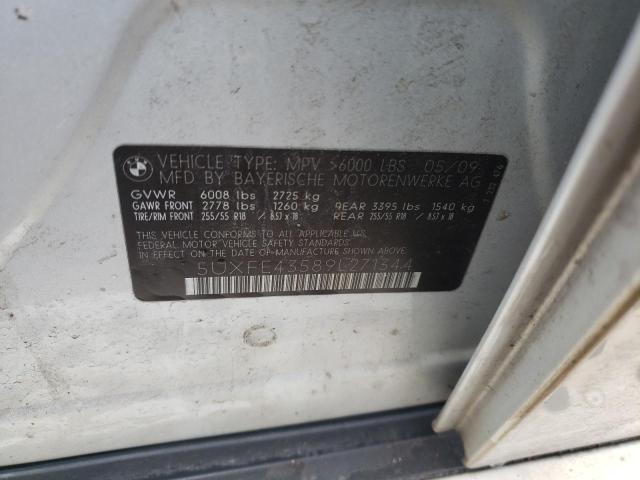 BMW
VEHICLE TYPE: MPV >6000 LBS 05/09
MFD BY BAYERISCHE MOTORENWERKE AG
GVWR 6008 lbs 2725 kg
GAWR FRONT 2778 lbs 1260 kg REAR 3395 lbs 1540 kg
TIRE/RIM FRONT 255/55 R18 / 8.5J x 18 REAR 255/55 R18 / 8.5J x 18
THIS VEHICLE CONFORMS TO ALL APPLICABLE U.S.
FEDERAL MOTOR VEHICLE SAFETY STANDARDS
IN EFFECT ON THE DATE OF MANUFACTURE SHOWN ABOVE.
5UXFE43589L271344